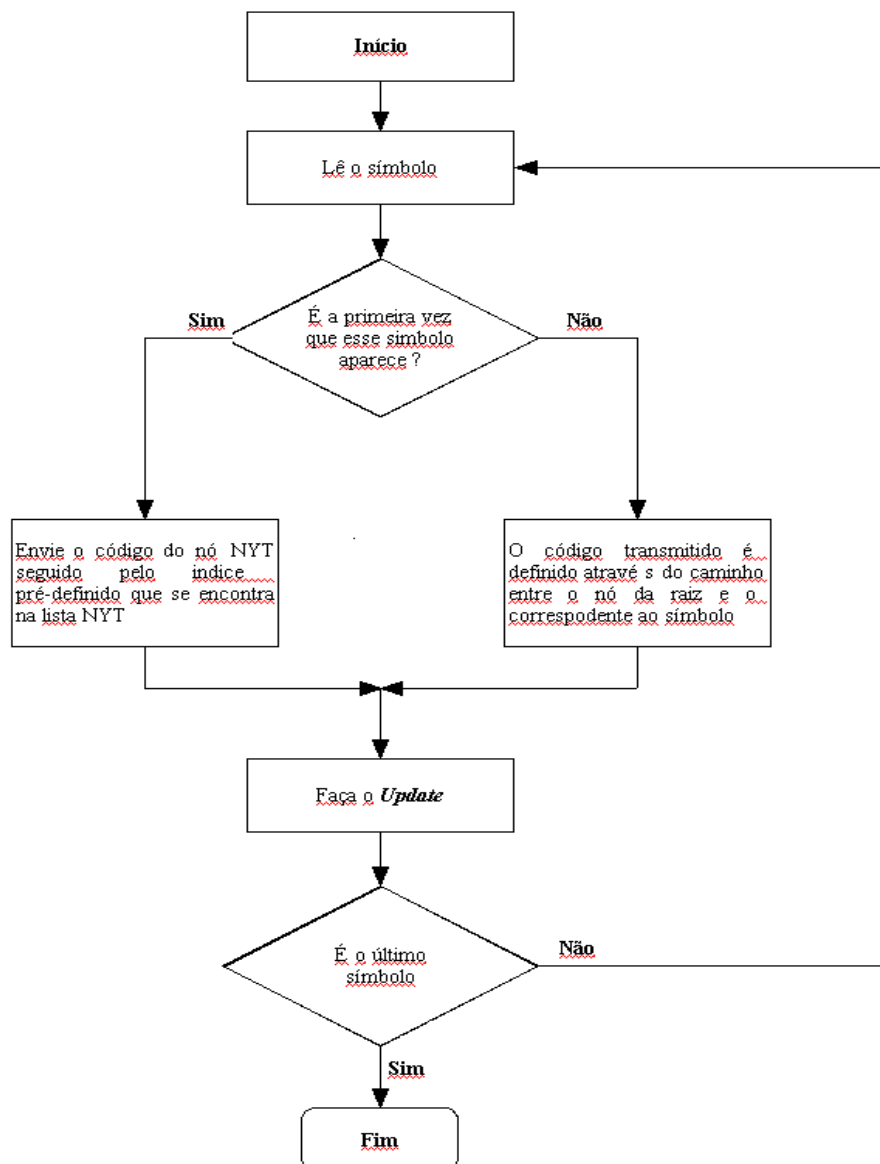 Início
Lê o símbolo
É a primeira vez
que esse simbolo
aparece ?
Sim
Não
Envie o código do nó NYT
seguido pelo indice
pré-definido que se encontra
na lista NYT
O código transmitido é
definido atravé s do caminho
entre o nó da raiz e o
correspodente ao símbolo
Faça o Update
É o último
símbolo
Não
Sim
Fim